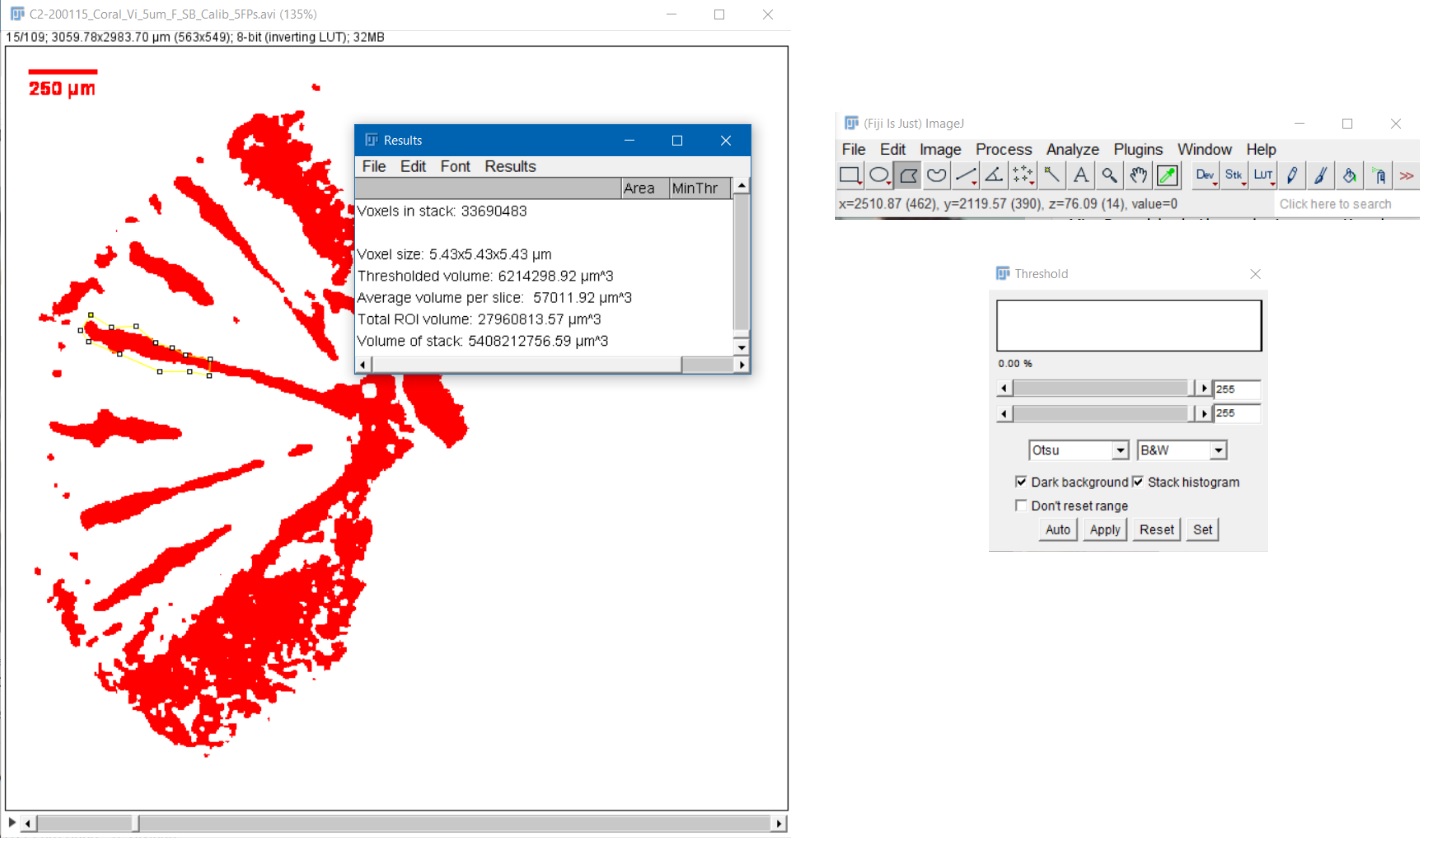 C2-200115_Coral_Vi_5um_F_SB_Calib_5FPs.avi (135%)
15/109; 3059.78x2983.70 µm (563x549); 8-bit (inverting LUT); 32MB
250 µm
Results
File Edit Font Results
Area MinThr
Voxels in stack: 33690483
Voxel size: 5.43x5.43x5.43 µm
Thresholded volume: 6214298.92 µm^3
Average volume per slice: 57011.92 µm^3
Total ROI volume: 27960813.57 µm^3
Volume of stack: 5408212756.59 µm^3
(Fiji Is Just) ImageJ
File Edit Image Process Analyze Plugins Window Help
A Dev Stk LUT >>
x=2510.87 (462), y=2119.57 (390), z=76.09 (14), value=0
Click here to search
Threshold
0.00 %
255
255
Otsu B&W
Dark background Stack histogram
Don't reset range
Auto Apply Reset Set